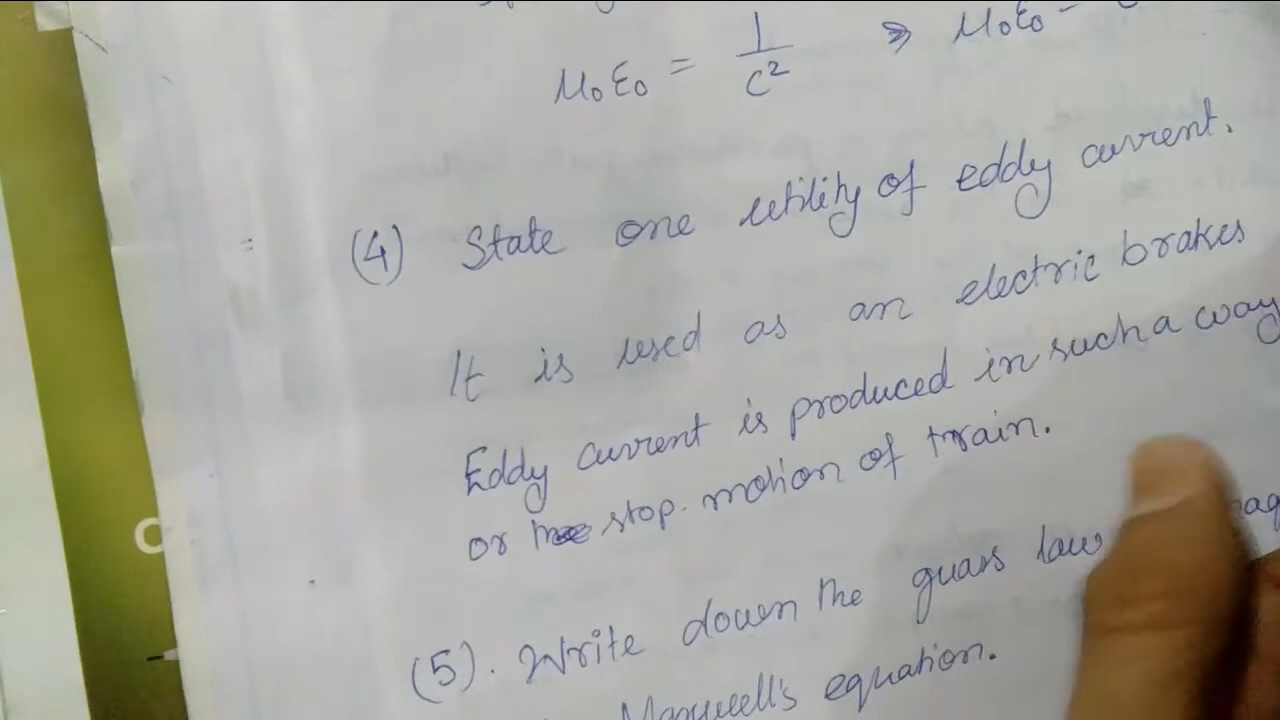 μ₀ε₀ = 1/c² ⇒ μ₀ε₀
(4) State one utility of eddy current.
It is used as an electric brakes
Eddy current is produced in such a way
or stop. motion of train.
(5). Write down the guass law
Maxwell's equation.